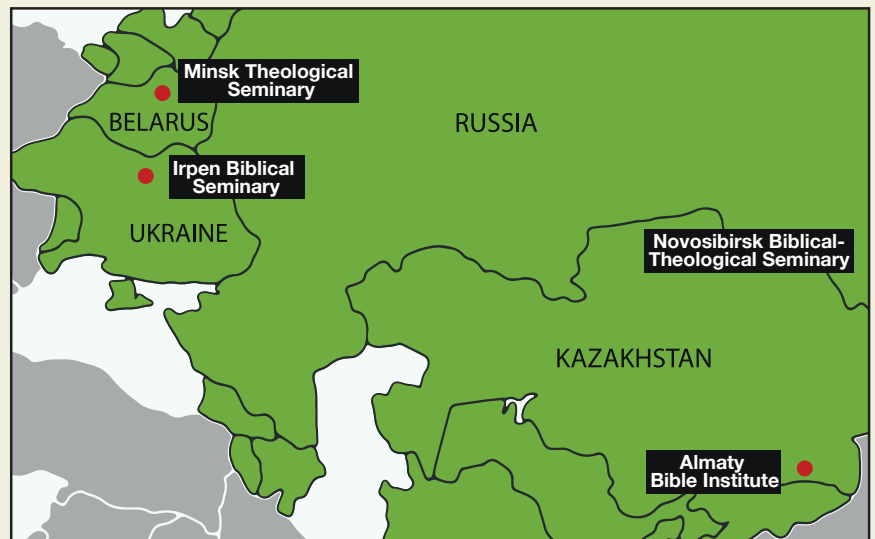 Minsk Theological
Seminary
BELARUS
RUSSIA
Irpen Biblical
Seminary
UKRAINE
Novosibirsk Biblical-
Theological Seminary
KAZAKHSTAN
Almaty
Bible Institute